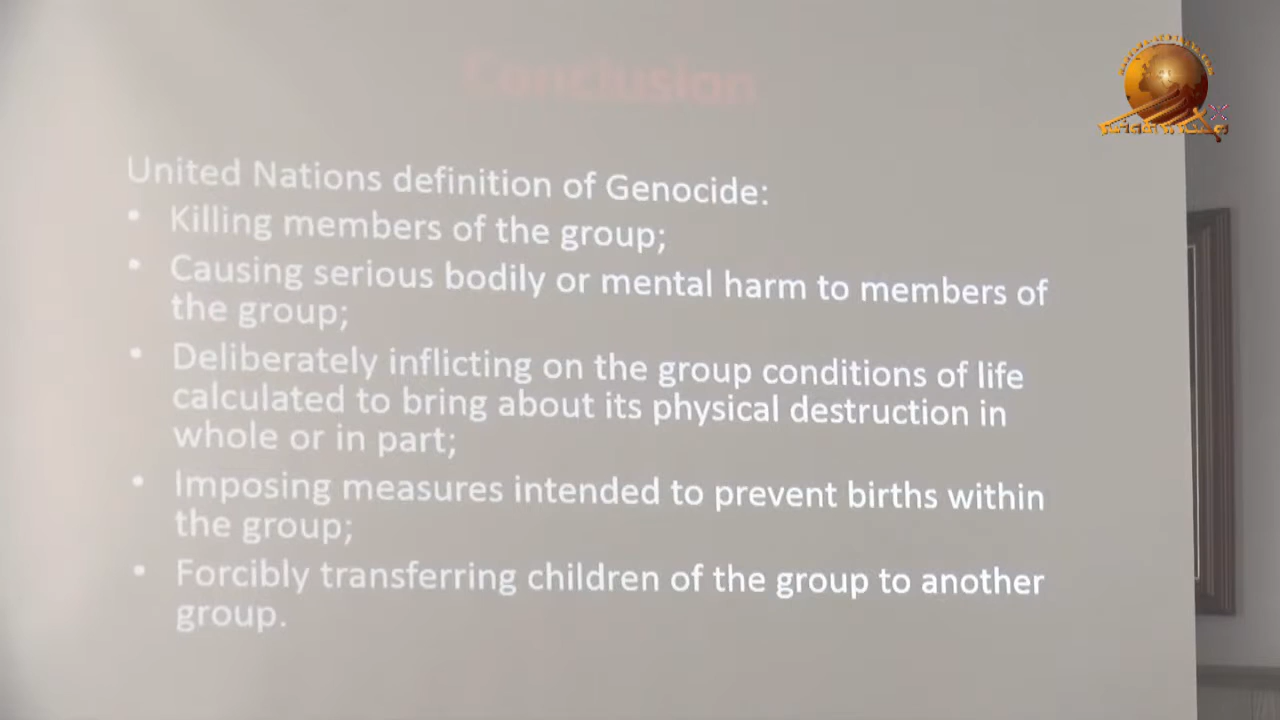 Conclusion
United Nations definition of Genocide:
• Killing members of the group;
• Causing serious bodily or mental harm to members of
the group;
• Deliberately inflicting on the group conditions of life
calculated to bring about its physical destruction in
whole or in part;
• Imposing measures intended to prevent births within
the group;
• Forcibly transferring children of the group to another
group.